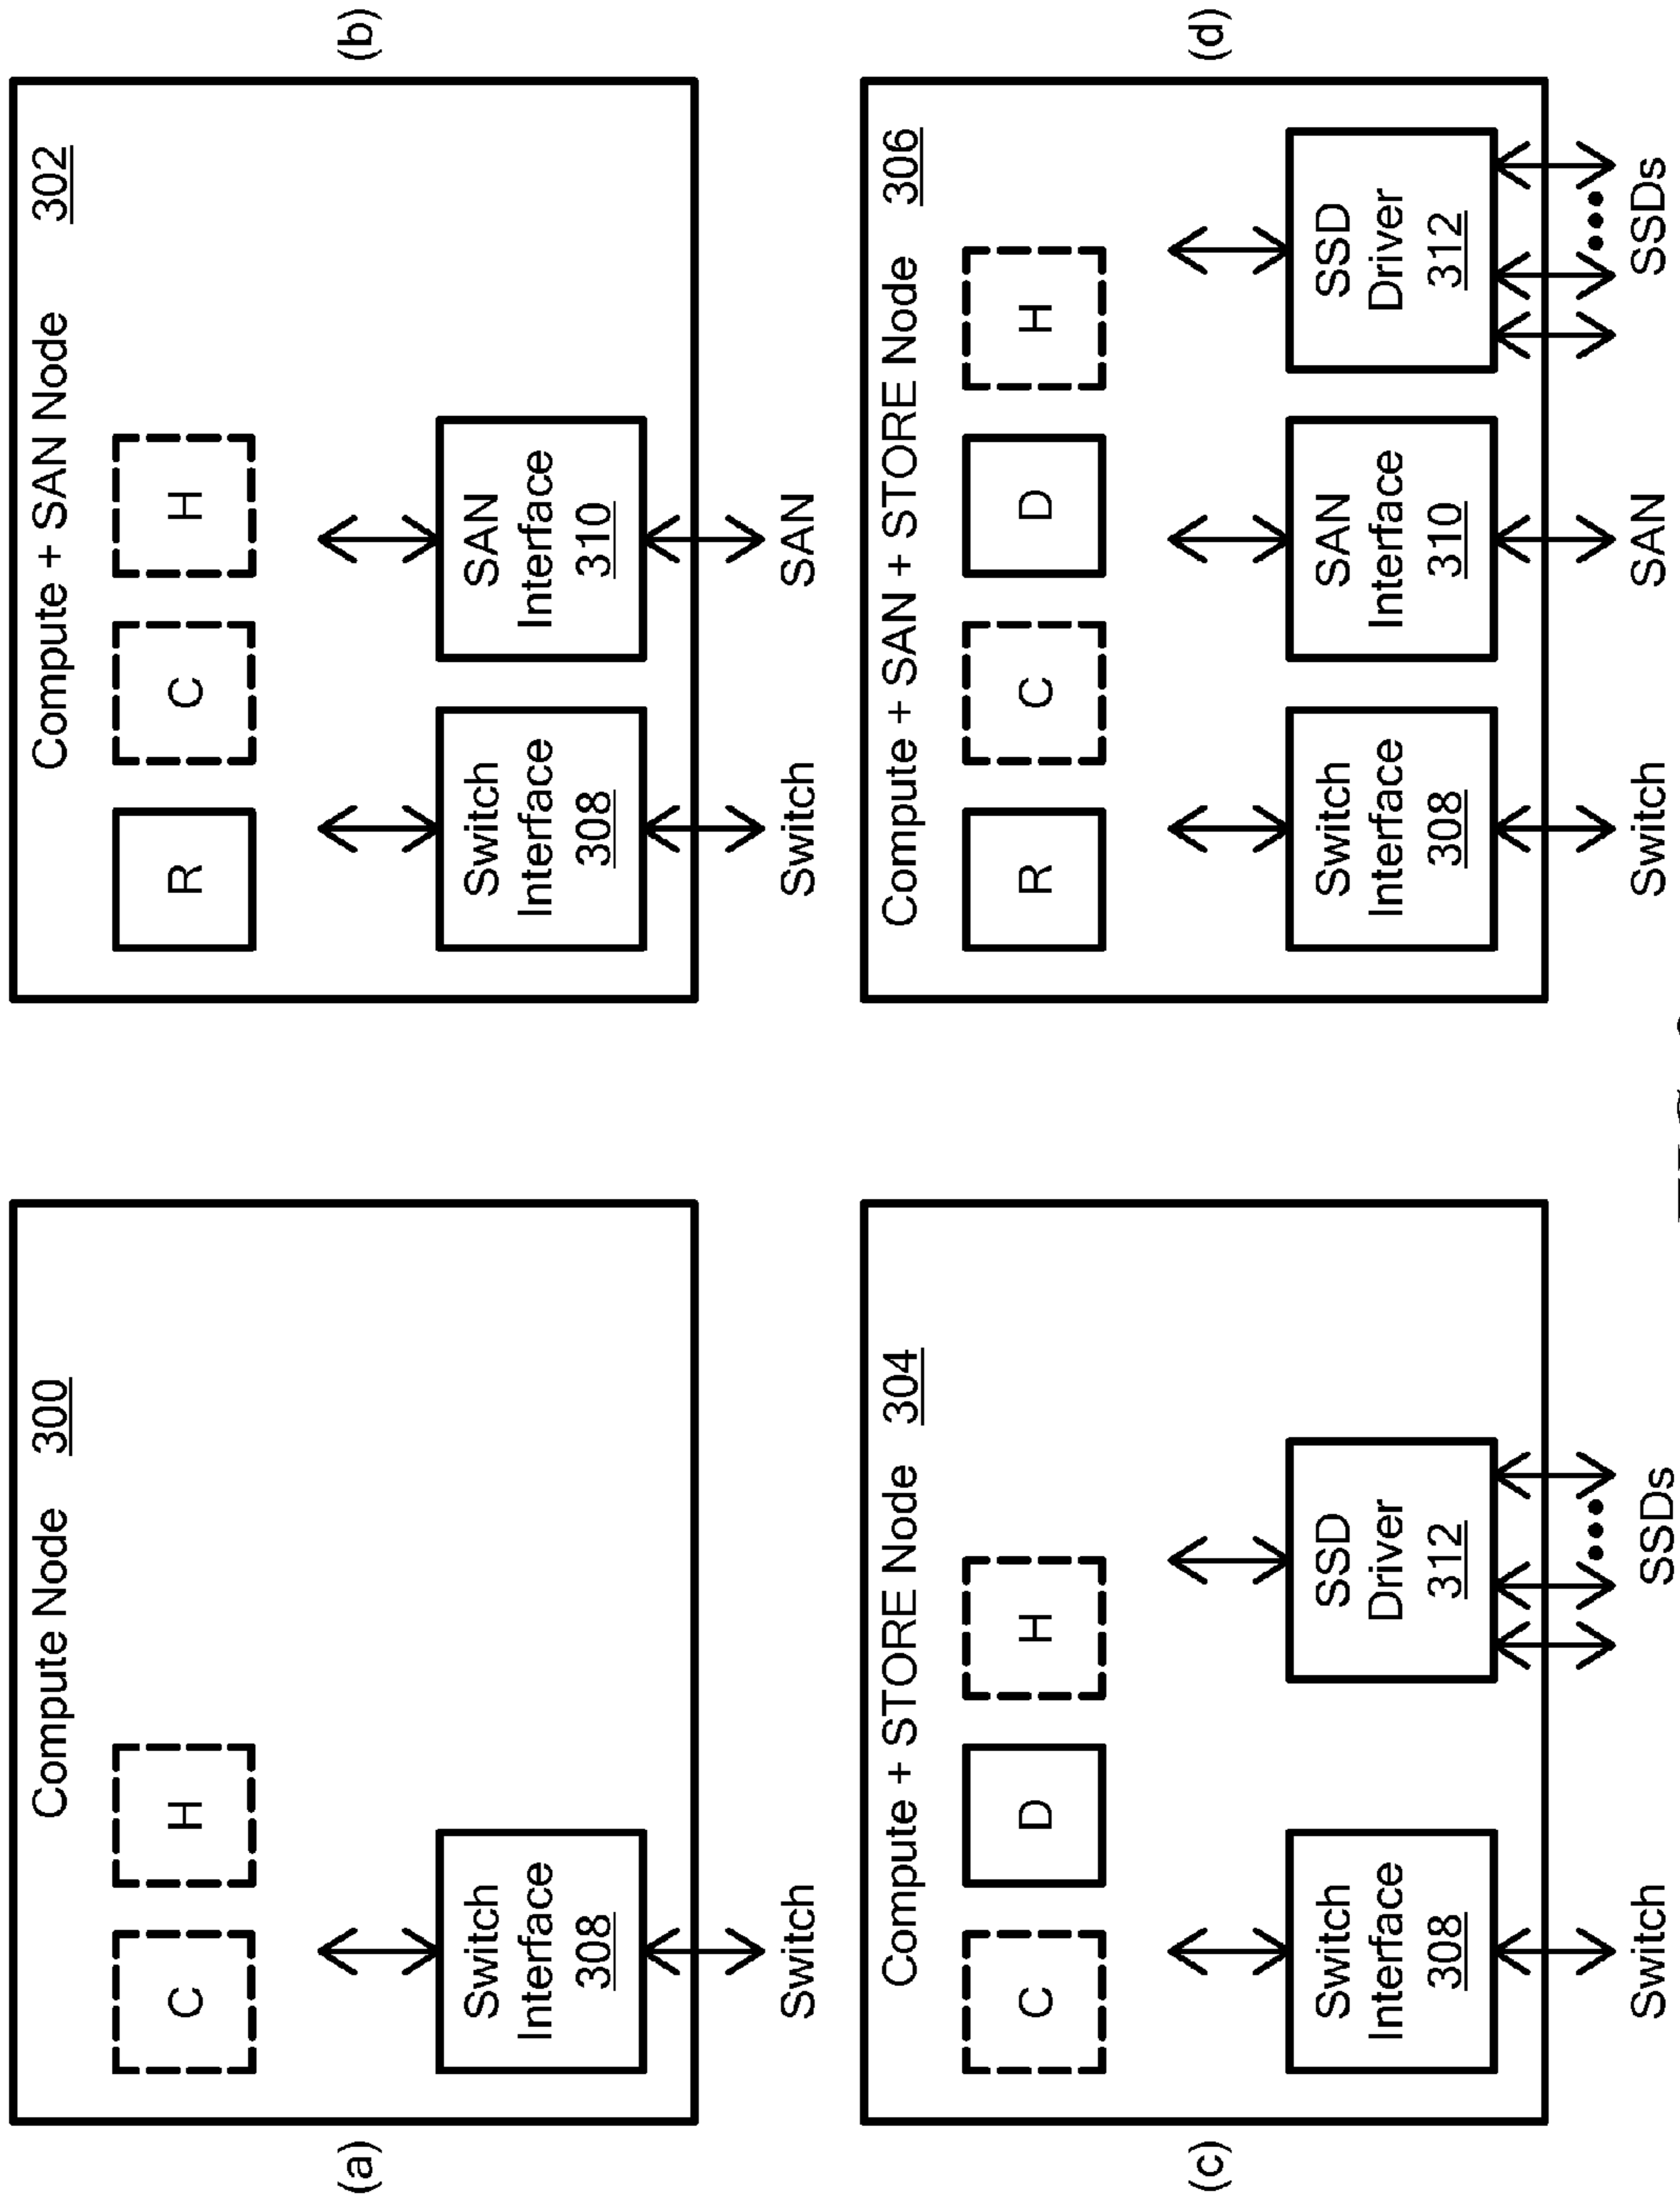 (a)
Compute Node 300
C
H
Switch
Interface
308
Switch
(b)
Compute + SAN Node 302
R
C
H
Switch
Interface
308
SAN
Interface
310
Switch
SAN
(c)
Compute + STORE Node 304
C
D
H
Switch
Interface
308
SSD
Driver
312
Switch
SSDs
(d)
Compute + SAN + STORE Node 306
R
C
D
H
Switch
Interface
308
SAN
Interface
310
SSD
Driver
312
Switch
SAN
SSDs